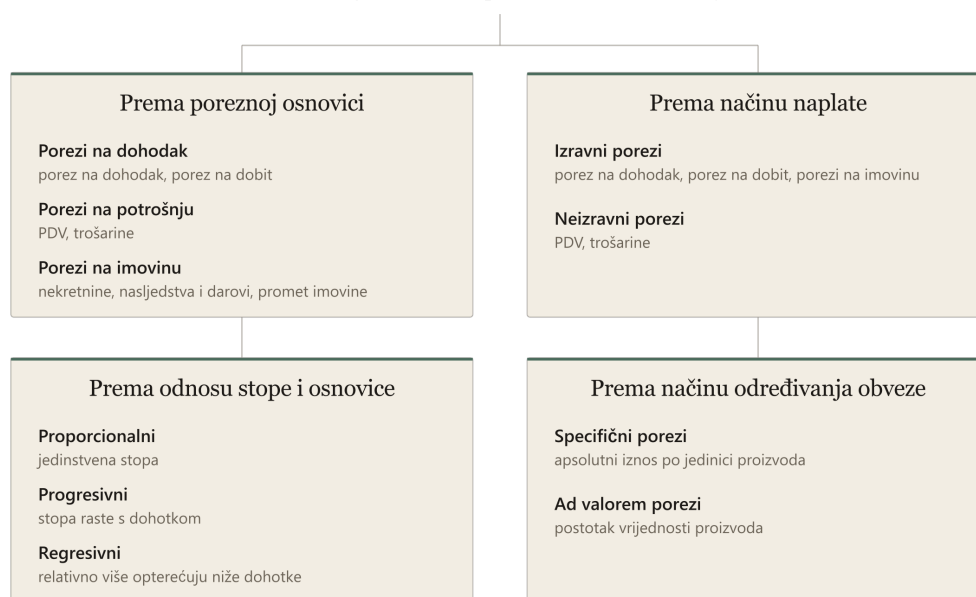 Prema poreznoj osnovici
Porezi na dohodak
porez na dohodak, porez na dobit
Porezi na potrošnju
PDV, trošarine
Porezi na imovinu
nekretnine, nasljedstva i darovi, promet imovine
Prema načinu naplate
Izravni porezi
porez na dohodak, porez na dobit, porezi na imovinu
Neizravni porezi
PDV, trošarine
Prema odnosu stope i osnovice
Proporcionalni
jedinstvena stopa
Progresivni
stopa raste s dohotkom
Regresivni
relativno više opterećuju niže dohotke
Prema načinu određivanja obveze
Specifični porezi
apsolutni iznos po jedinici proizvoda
Ad valorem porezi
postotak vrijednosti proizvoda